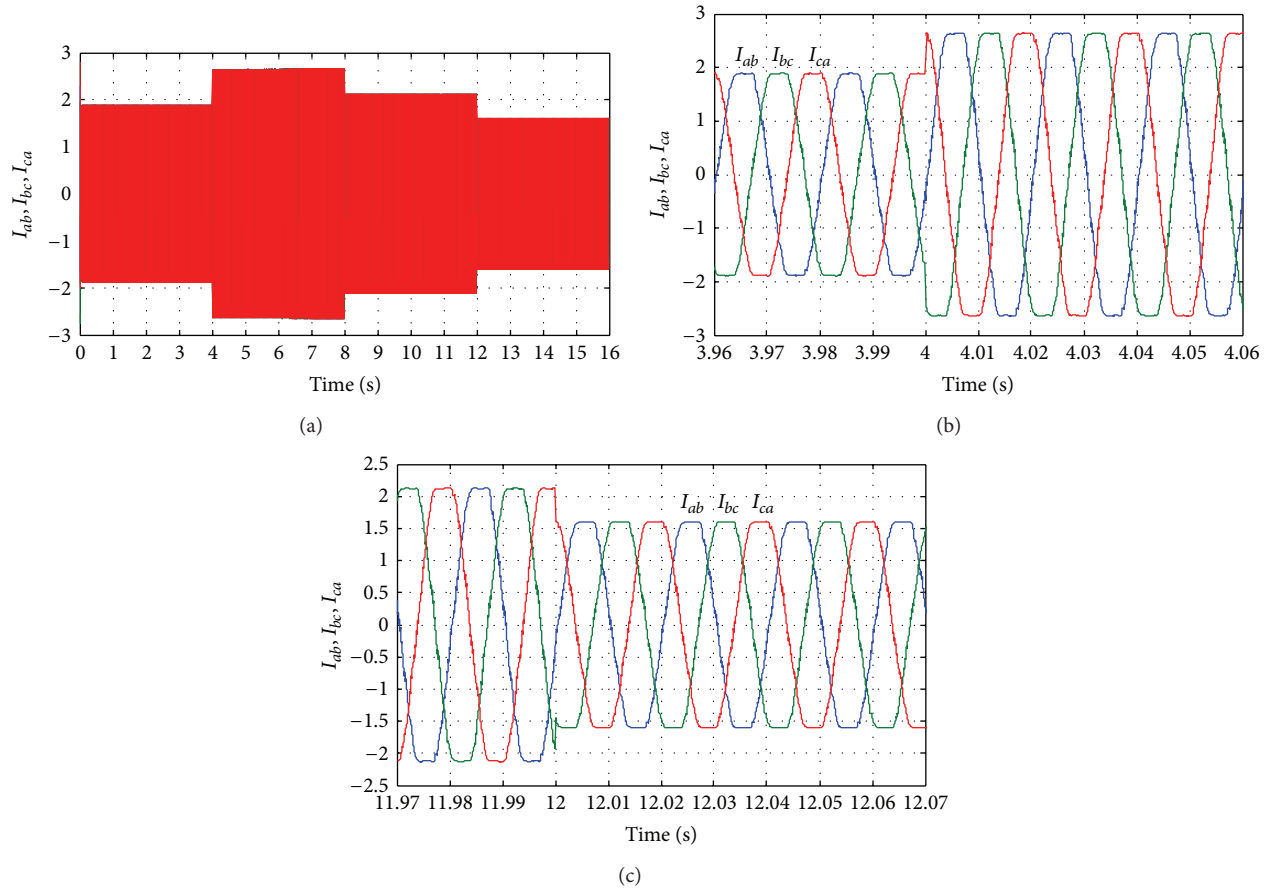 3
2
1
0
−1
−2
−3
I_ab, I_bc, I_ca
0 1 2 3 4 5 6 7 8 9 10 11 12 13 14 15 16
Time (s)
(a)
3
2
1
0
−1
−2
−3
I_ab, I_bc, I_ca
I_ab I_bc I_ca
3.96 3.97 3.98 3.99 4 4.01 4.02 4.03 4.04 4.05 4.06
Time (s)
(b)
2.5
2
1.5
1
0.5
0
−0.5
−1
−1.5
−2
−2.5
I_ab, I_bc, I_ca
I_ab I_bc I_ca
11.97 11.98 11.99 12 12.01 12.02 12.03 12.04 12.05 12.06 12.07
Time (s)
(c)